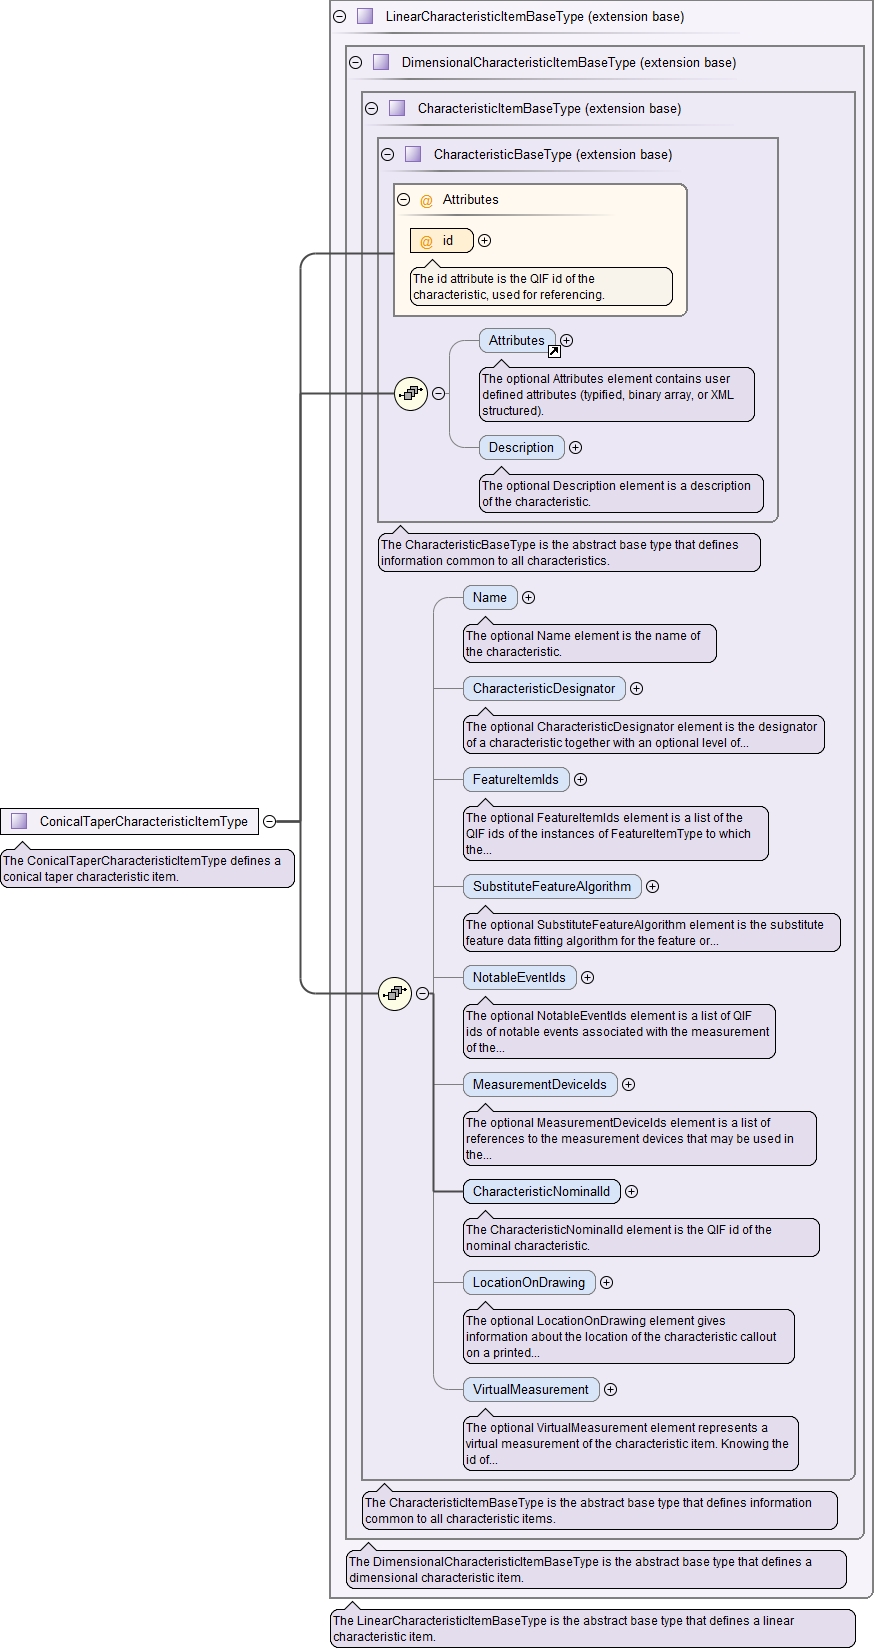 LinearCharacteristicItemBaseType (extension base)
DimensionalCharacteristicItemBaseType (extension base)
CharacteristicItemBaseType (extension base)
CharacteristicBaseType (extension base)
@ Attributes
@ id
The id attribute is the QIF id of the
characteristic, used for referencing.
Attributes
The optional Attributes element contains user
defined attributes (typified, binary array, or XML
structured).
Description
The optional Description element is a description
of the characteristic.
The CharacteristicBaseType is the abstract base type that defines
information common to all characteristics.
Name
The optional Name element is the name of
the characteristic.
CharacteristicDesignator
The optional CharacteristicDesignator element is the designator
of a characteristic together with an optional level of...
FeatureItemIds
The optional FeatureItemIds element is a list of the
QIF ids of the instances of FeatureItemType to which
the...
ConicalTaperCharacteristicItemType
The ConicalTaperCharacteristicItemType defines a
conical taper characteristic item.
SubstituteFeatureAlgorithm
The optional SubstituteFeatureAlgorithm element is the substitute
feature data fitting algorithm for the feature or...
NotableEventIds
The optional NotableEventIds element is a list of QIF
ids of notable events associated with the measurement
of the...
MeasurementDeviceIds
The optional MeasurementDeviceIds element is a list of
references to the measurement devices that may be used in
the...
CharacteristicNominalId
The CharacteristicNominalId element is the QIF id of the
nominal characteristic.
LocationOnDrawing
The optional LocationOnDrawing element gives
information about the location of the characteristic callout
on a printed...
VirtualMeasurement
The optional VirtualMeasurement element represents a
virtual measurement of the characteristic item. Knowing the
id of...
The CharacteristicItemBaseType is the abstract base type that defines information
common to all characteristic items.
The DimensionalCharacteristicItemBaseType is the abstract base type that defines a
dimensional characteristic item.
The LinearCharacteristicItemBaseType is the abstract base type that defines a linear
characteristic item.